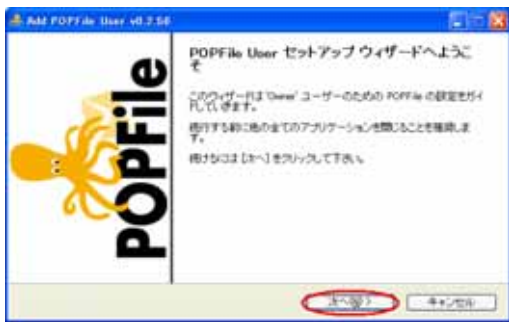 Add POPFile User v0.2.56
POPFile
POPFile User セットアップ ウィザードへようこ
そ
このウィザードは 'Owner' ユーザーのための POPFile の設定をガイ
ドしていきます。
続行する前に他の全てのアプリケーションを閉じることを推奨しま
す。
続けるには [次へ] をクリックして下さい。
次へ(N) >
キャンセル